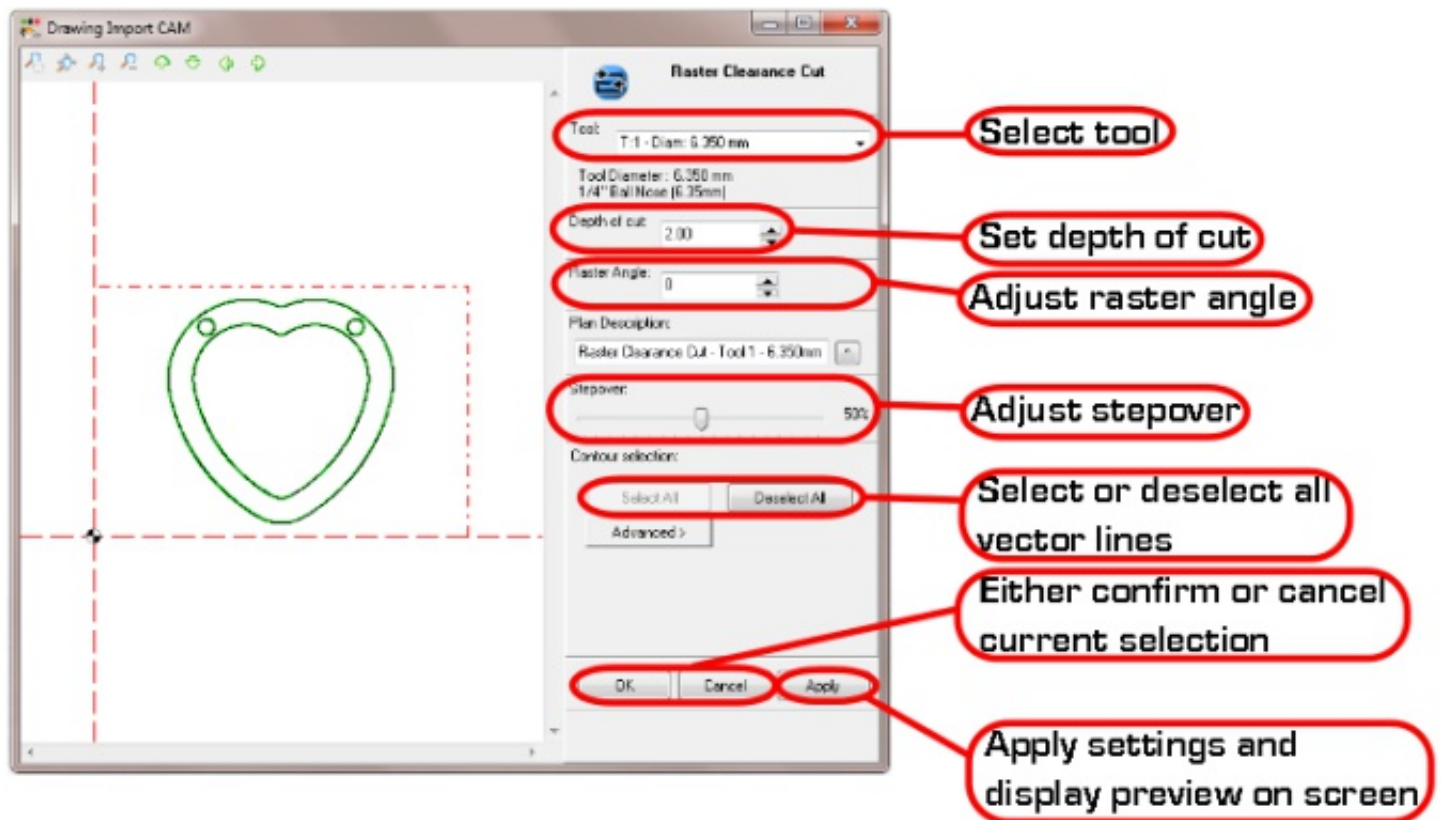 Drawing Import CAM
Raster Clearance Cut
Tool:
T:1 - Diam: 6.350 mm
Tool Diameter : 6.350 mm
1/4" Ball Nose (6.35mm)
Depth of cut:
2.00
Raster Angle:
0
Plan Description:
Raster Clearance Cut - Tool 1 - 6.350mm
Stepover:
50%
Contour selection:
Select All
Deselect All
Advanced >
OK
Cancel
Apply
Select tool
Set depth of cut
Adjust raster angle
Adjust stepover
Select or deselect all
vector lines
Either confirm or cancel
current selection
Apply settings and
display preview on screen